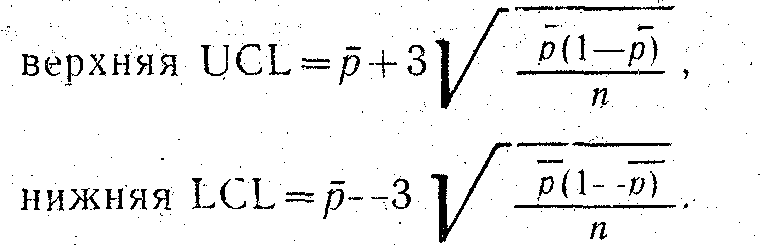 верхняя UCL = p̄ + 3 √(p̄(1—p̄)/n) ,
нижняя LCL = p̄--3 √(p̄(1--p̄)/n) .